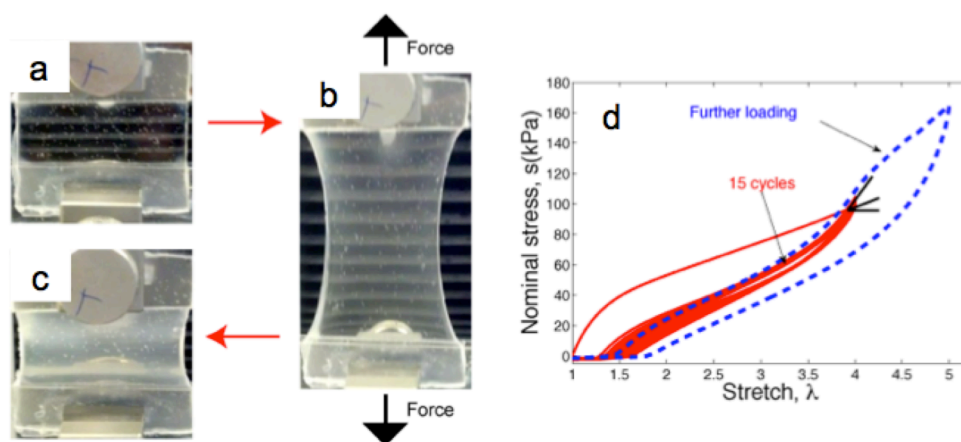 a
b
c
Force
Force
d
Further loading
15 cycles
Nominal stress, s(kPa)
180
160
140
120
100
80
60
40
20
0
1
1.5
2
2.5
3
3.5
4
4.5
5
Stretch, λ